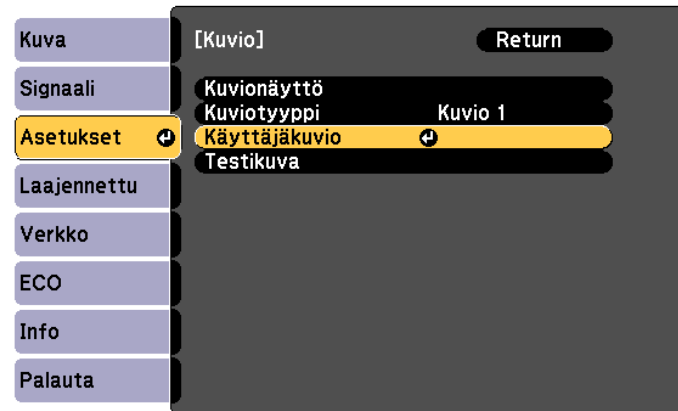 Kuva
Signaali
Asetukset
Laajennettu
Verkko
ECO
Info
Palauta
[Kuvio] Return
Kuvionäyttö
Kuviotyyppi Kuvio 1
Käyttäjäkuvio
Testikuva